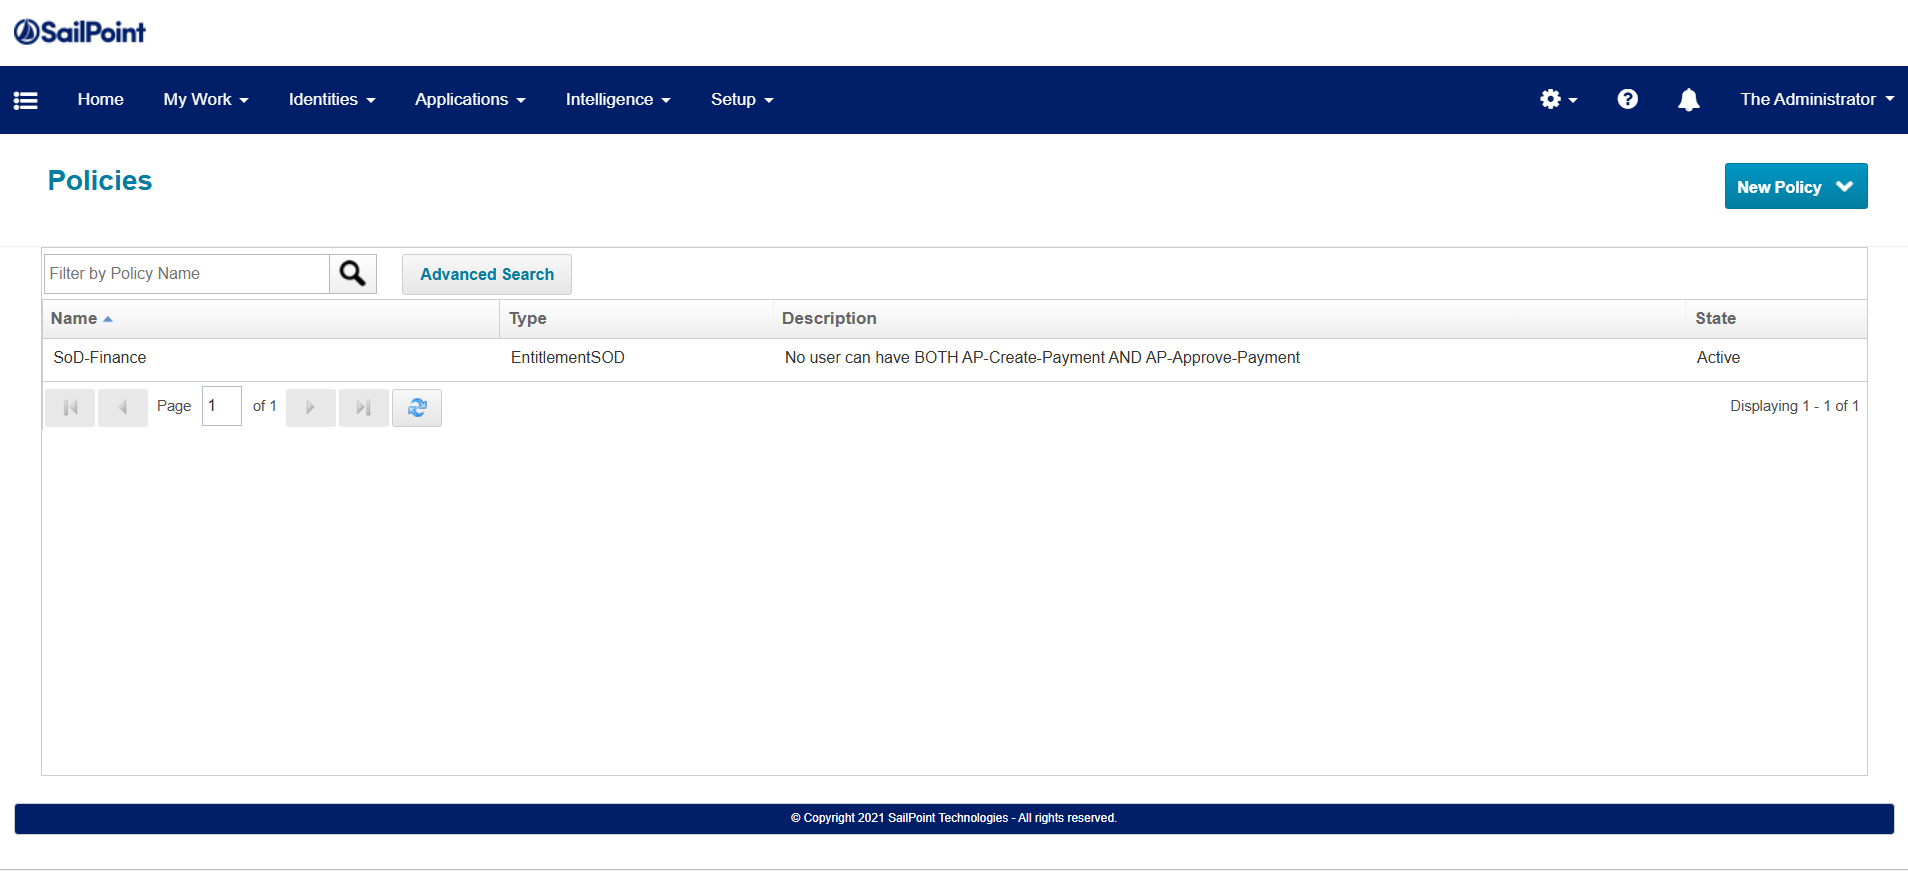 SailPoint
Home My Work Identities Applications Intelligence Setup The Administrator
Policies
New Policy
Filter by Policy Name Advanced Search
Name Type Description State
SoD-Finance EntitlementSOD No user can have BOTH AP-Create-Payment AND AP-Approve-Payment Active
Page 1 of 1 Displaying 1 - 1 of 1
© Copyright 2021 SailPoint Technologies - All rights reserved.